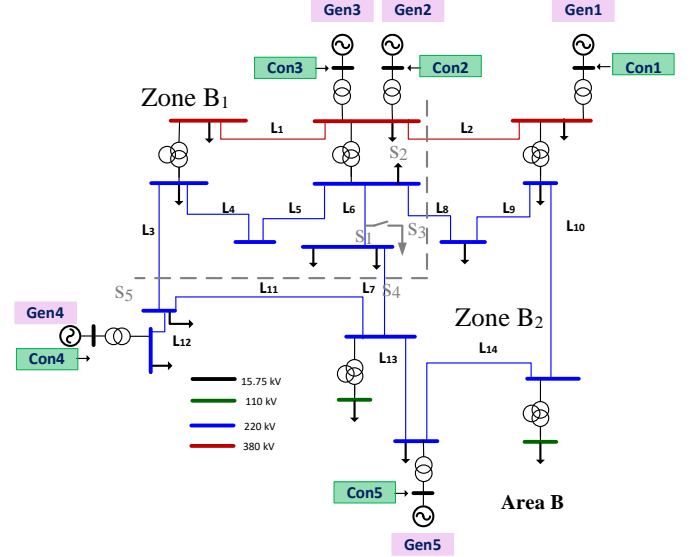 Gen3
Gen2
Gen1
Con3
Con2
Con1
Zone B1
L1
L2
S2
L3
L4
L5
L6
L8
L9
L10
S1
S3
S5
L11
L7
S4
Gen4
L12
Con4
Zone B2
L13
L14
15.75 kV
110 kV
220 kV
380 kV
Con5
Area B
Gen5